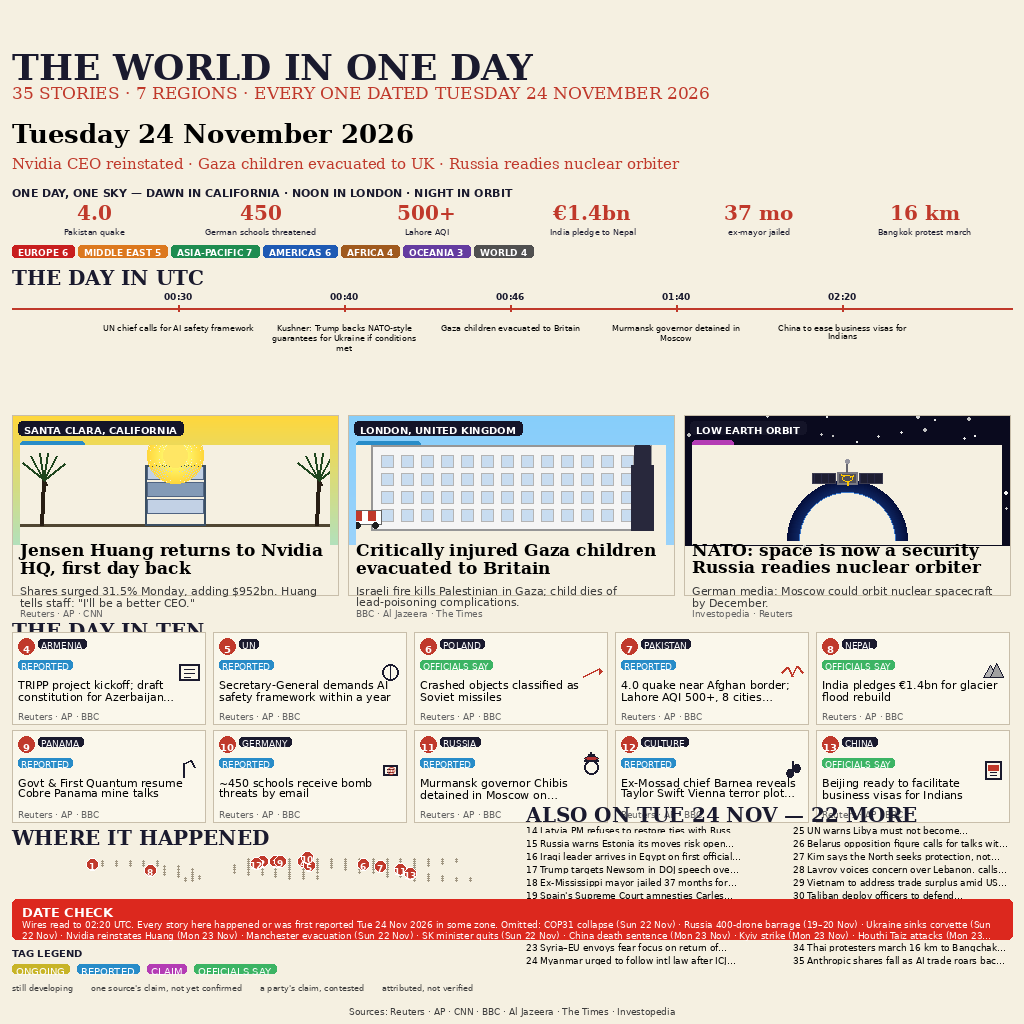 THE WORLD IN ONE DAY
35 STORIES · 7 REGIONS · EVERY ONE DATED TUESDAY 24 NOVEMBER 2026
Tuesday 24 November 2026
Nvidia CEO reinstated · Gaza children evacuated to UK · Russia readies nuclear orbiter
ONE DAY, ONE SKY — DAWN IN CALIFORNIA · NOON IN LONDON · NIGHT IN ORBIT
4.0
Pakistan quake
450
German schools threatened
500+
Lahore AQI
€1.4bn
India pledge to Nepal
37 mo
ex-mayor jailed
16 km
Bangkok protest march
EUROPE 6
MIDDLE EAST 5
ASIA-PACIFIC 7
AMERICAS 6
AFRICA 4
OCEANIA 3
WORLD 4
THE DAY IN UTC
00:30
UN chief calls for AI safety framework
00:40
Kushner: Trump backs NATO-style
guarantees for Ukraine if conditions
met
00:46
Gaza children evacuated to Britain
01:40
Murmansk governor detained in
Moscow
02:20
China to ease business visas for
Indians
SANTA CLARA, CALIFORNIA
Jensen Huang returns to Nvidia
HQ, first day back
Shares surged 31.5% Monday, adding $952bn. Huang
tells staff: "I'll be a better CEO."
Reuters · AP · CNN
LONDON, UNITED KINGDOM
Critically injured Gaza children
evacuated to Britain
Israeli fire kills Palestinian in Gaza; child dies of
lead-poisoning complications.
BBC · Al Jazeera · The Times
LOW EARTH ORBIT
NATO: space is now a security
Russia readies nuclear orbiter
German media: Moscow could orbit nuclear spacecraft
by December.
Investopedia · Reuters
THE DAY IN TEN
4 ARMENIA
REPORTED
TRIPP project kickoff; draft
constitution for Azerbaijan...
Reuters · AP · BBC
5 UN
REPORTED
Secretary-General demands AI
safety framework within a year
Reuters · AP · BBC
6 POLAND
OFFICIALS SAY
Crashed objects classified as
Soviet missiles
Reuters · AP · BBC
7 PAKISTAN
REPORTED
4.0 quake near Afghan border;
Lahore AQI 500+, 8 cities...
Reuters · AP · BBC
8 NEPAL
OFFICIALS SAY
India pledges €1.4bn for glacier
flood rebuild
Reuters · AP · BBC
9 PANAMA
REPORTED
Govt & First Quantum resume
Cobre Panama mine talks
Reuters · AP · BBC
10 GERMANY
REPORTED
~450 schools receive bomb
threats by email
Reuters · AP · BBC
11 RUSSIA
REPORTED
Murmansk governor Chibis
detained in Moscow on...
Reuters · AP · BBC
12 CULTURE
REPORTED
Ex-Mossad chief Barnea reveals
Taylor Swift Vienna terror plot...
Reuters · AP · BBC
13 CHINA
OFFICIALS SAY
Beijing ready to facilitate
business visas for Indians
Reuters · AP · BBC
WHERE IT HAPPENED
1
8
6
7
13
ALSO ON TUE 24 NOV — 22 MORE
14 Latvia PM refuses to restore ties with Russ...
15 Russia warns Estonia its moves risk open...
16 Iraqi leader arrives in Egypt on first official...
17 Trump targets Newsom in DOJ speech ove...
18 Ex-Mississippi mayor jailed 37 months for...
19 Spain's Supreme Court amnesties Carles...
23 Syria–EU envoys fear focus on return of...
24 Myanmar urged to follow intl law after ICJ...
25 UN warns Libya must not become...
26 Belarus opposition figure calls for talks wit...
27 Kim says the North seeks protection, not...
28 Lavrov voices concern over Lebanon, calls...
29 Vietnam to address trade surplus amid US...
30 Taiban deploy officers to defend...
34 Thai protesters march 16 km to Bangchak...
35 Anthropic shares fall as AI trade roars bac...
DATE CHECK
Wires read to 02:20 UTC. Every story here happened or was first reported Tue 24 Nov 2026 in some zone. Omitted: COP31 collapse (Sun 22 Nov) · Russia 400-drone barrage (19–20 Nov) · Ukraine sinks corvette (Sun
22 Nov) · Nvidia reinstates Huang (Mon 23 Nov) · Manchester evacuation (Sun 22 Nov) · SK minister quits (Sun 22 Nov) · China death sentence (Mon 23 Nov) · Kyiv strike (Mon 23 Nov) · Houthi Taiz attacks (Mon 23...
TAG LEGEND
ONGOING
REPORTED
CLAIM
OFFICIALS SAY
still developing
one source's claim, not yet confirmed
a party's claim, contested
attributed, not verified
Sources: Reuters · AP · CNN · BBC · Al Jazeera · The Times · Investopedia